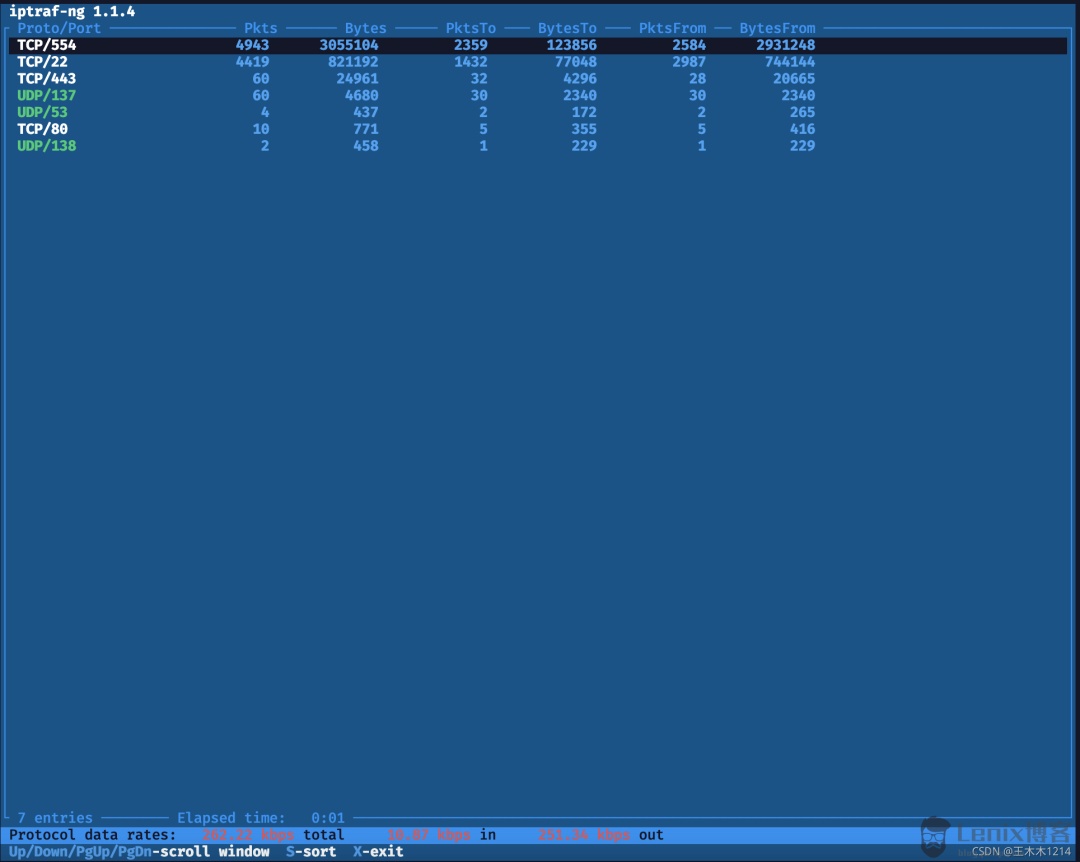 iptraf-ng 1.1.4
Proto/Port Pkts Bytes PktsTo BytesTo PktsFrom BytesFrom
TCP/554 4943 3055104 2359 123856 2584 2931248
TCP/22 4419 821192 1432 77048 2987 744144
TCP/443 60 24961 32 4296 28 20665
UDP/137 60 4680 30 2340 30 2340
UDP/53 4 437 2 172 2 265
TCP/80 10 771 5 355 5 416
UDP/138 2 458 1 229 1 229
7 entries Elapsed time: 0:01
Protocol data rates: 262.22 kbps total 10.87 kbps in 251.34 kbps out
Up/Down/PgUp/PgDn-scroll window S-sort X-exit
Lenix博客
CSDN @王木木1214